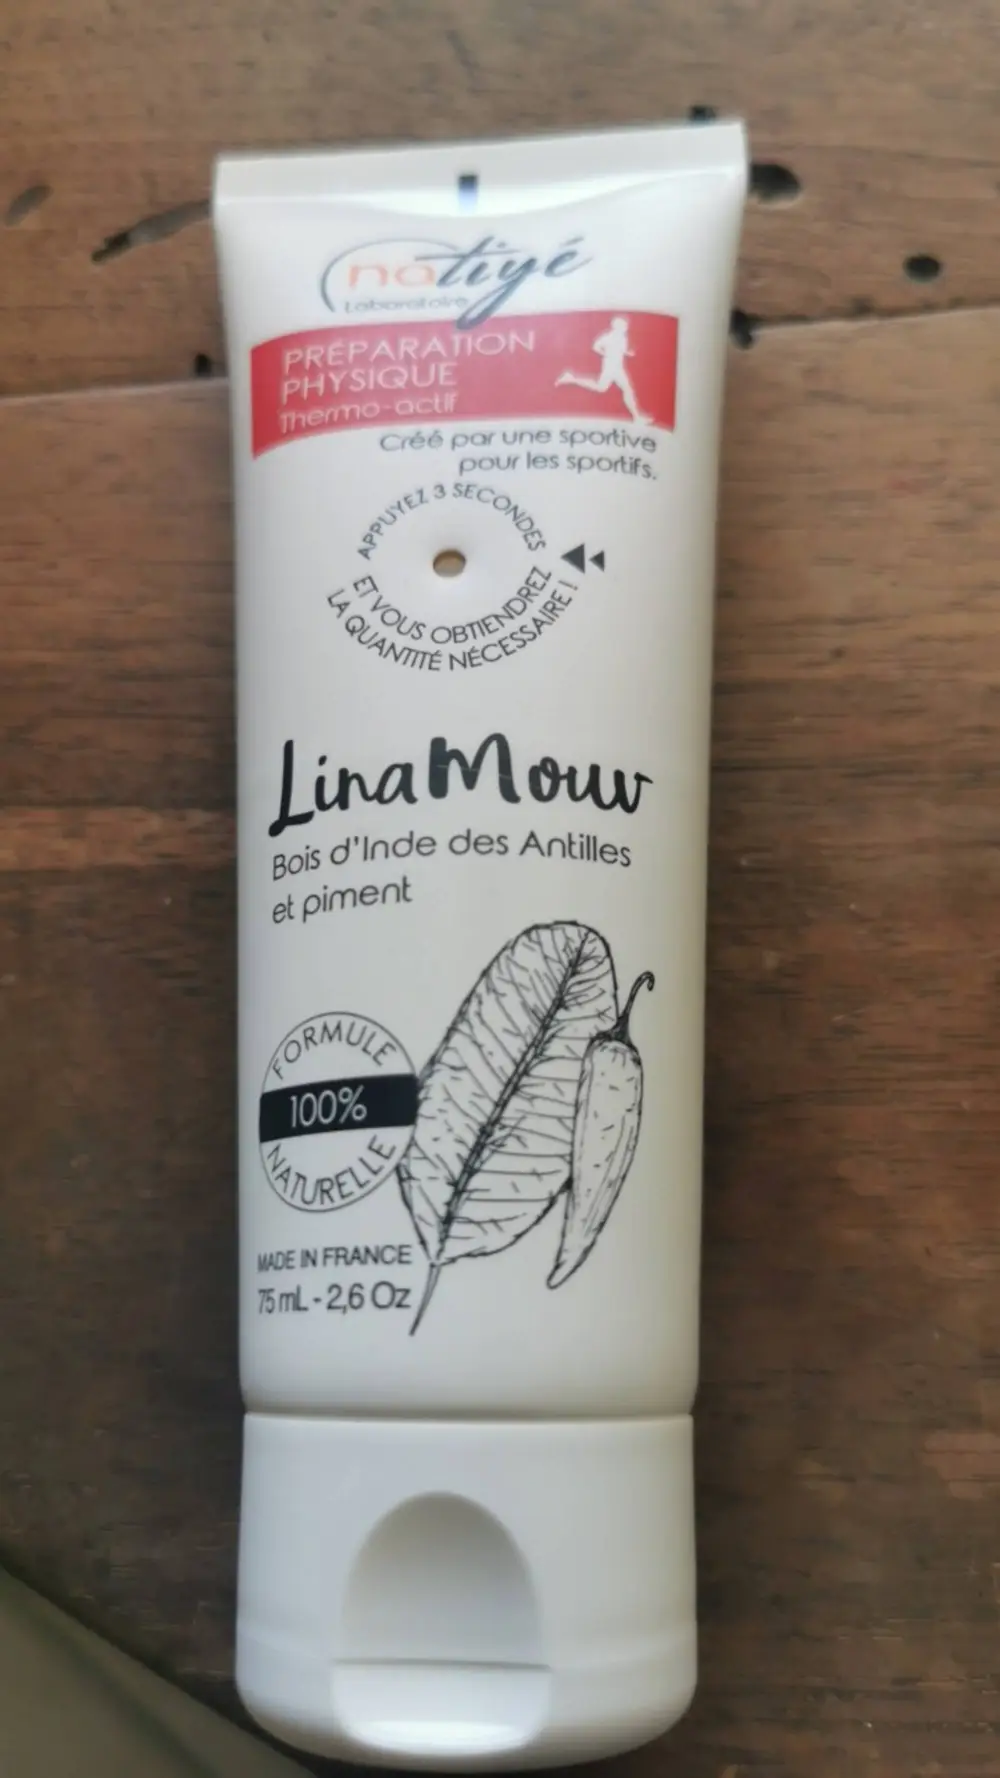 natiyé
Laboratoire
PRÉPARATION
PHYSIQUE
Thermo-actif
Créé par une sportive
pour les sportifs.
APPUYEZ 3 SECONDES
ET VOUS OBTIENDREZ
LA QUANTITÉ NÉCESSAIRE !
LinaMouv
Bois d'Inde des Antilles
et piment
FORMULE
100%
NATURELLE
MADE IN FRANCE
75 mL - 2,6 Oz